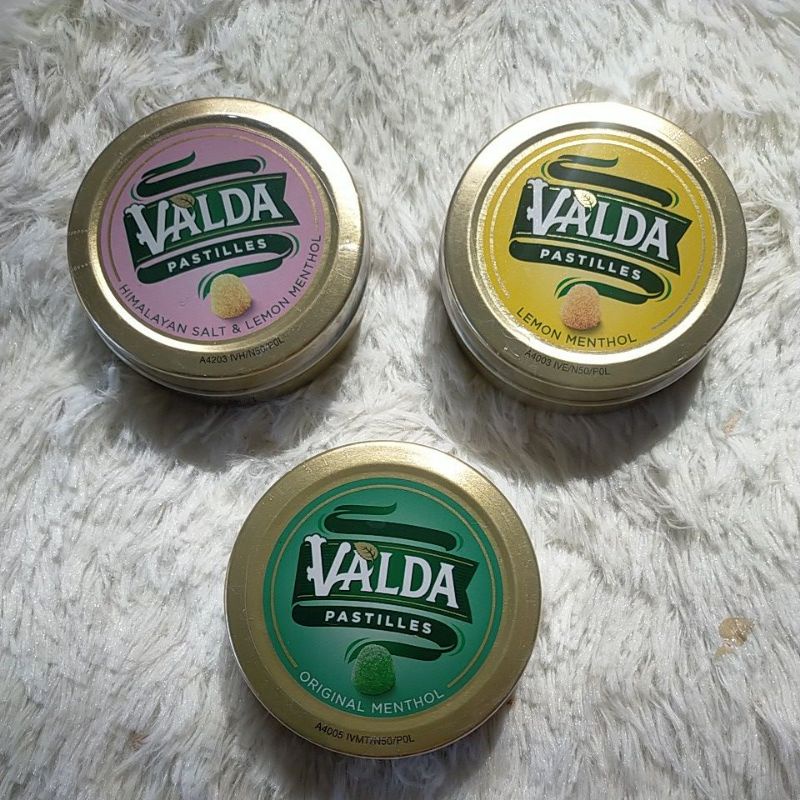 VALDA
PASTILLES
HIMALAYAN SALT & LEMON MENTHOL
A4203 IVH/N50/P0L
VALDA
PASTILLES
LEMON MENTHOL
A4003 IVE/N50/P0L
VALDA
PASTILLES
ORIGINAL MENTHOL
A4005 IVMT/N50/P0L